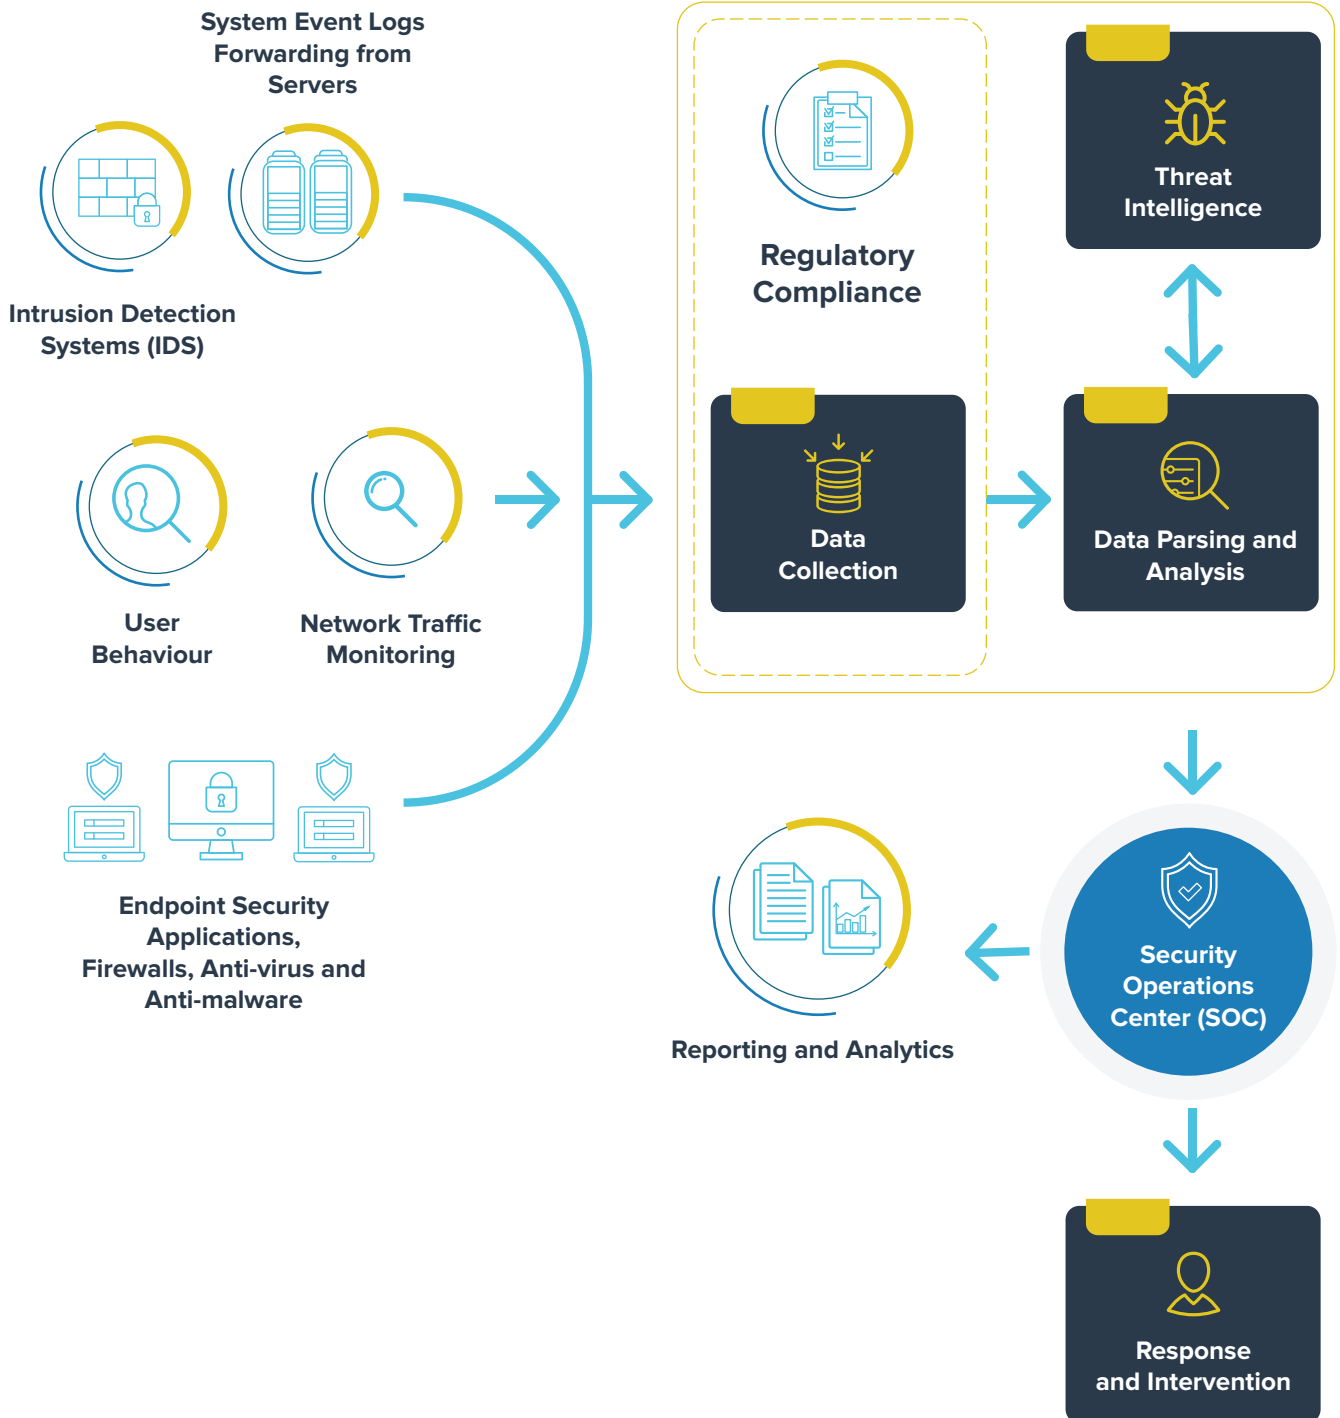 System Event Logs
Forwarding from
Servers
Intrusion Detection
Systems (IDS)
User
Behaviour
Network Traffic
Monitoring
Endpoint Security
Applications,
Firewalls, Anti-virus and
Anti-malware
Regulatory
Compliance
Data
Collection
Threat
Intelligence
Data Parsing and
Analysis
Security
Operations
Center (SOC)
Reporting and Analytics
Response
and Intervention